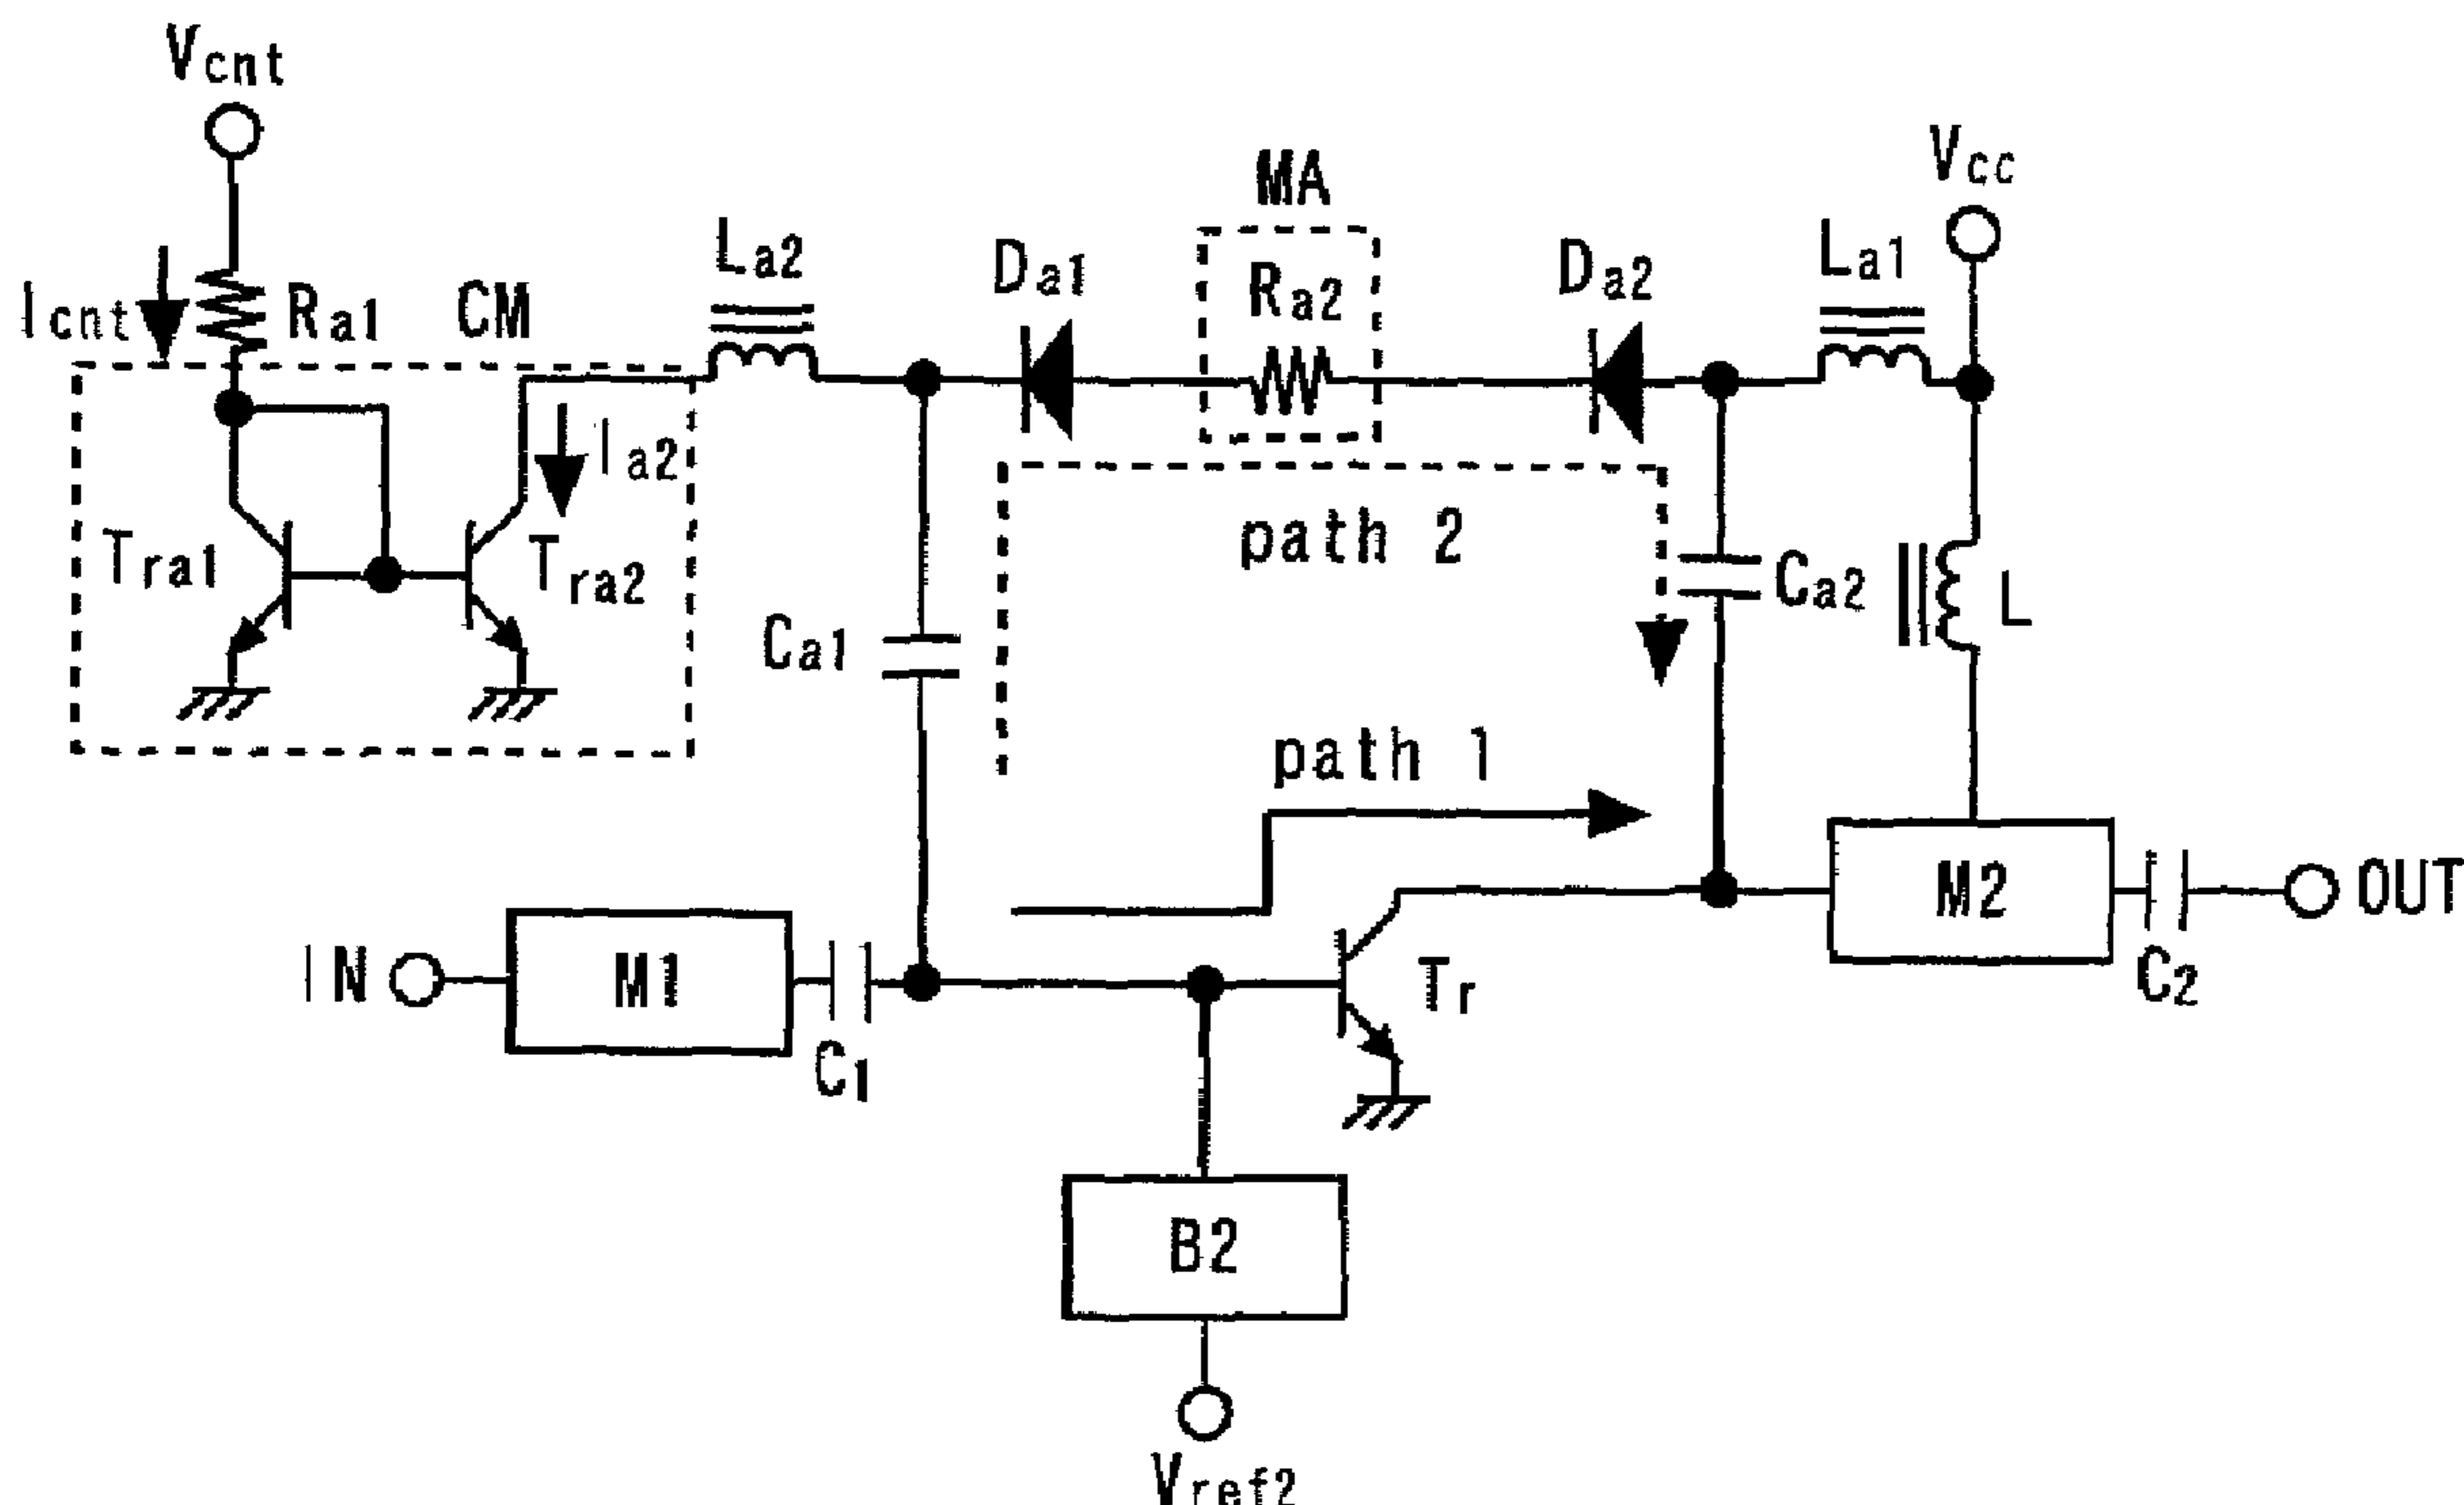 Vcnt
Vcc
MA
La2
Da1
Ra2
Da2
La1
Icnt
Ra1
CM
Ia2
path 2
Tra1
Tra2
Ca2
L
Ca1
path 1
M2
OUT
IN
M1
Tr
C2
C1
B2
Vref2